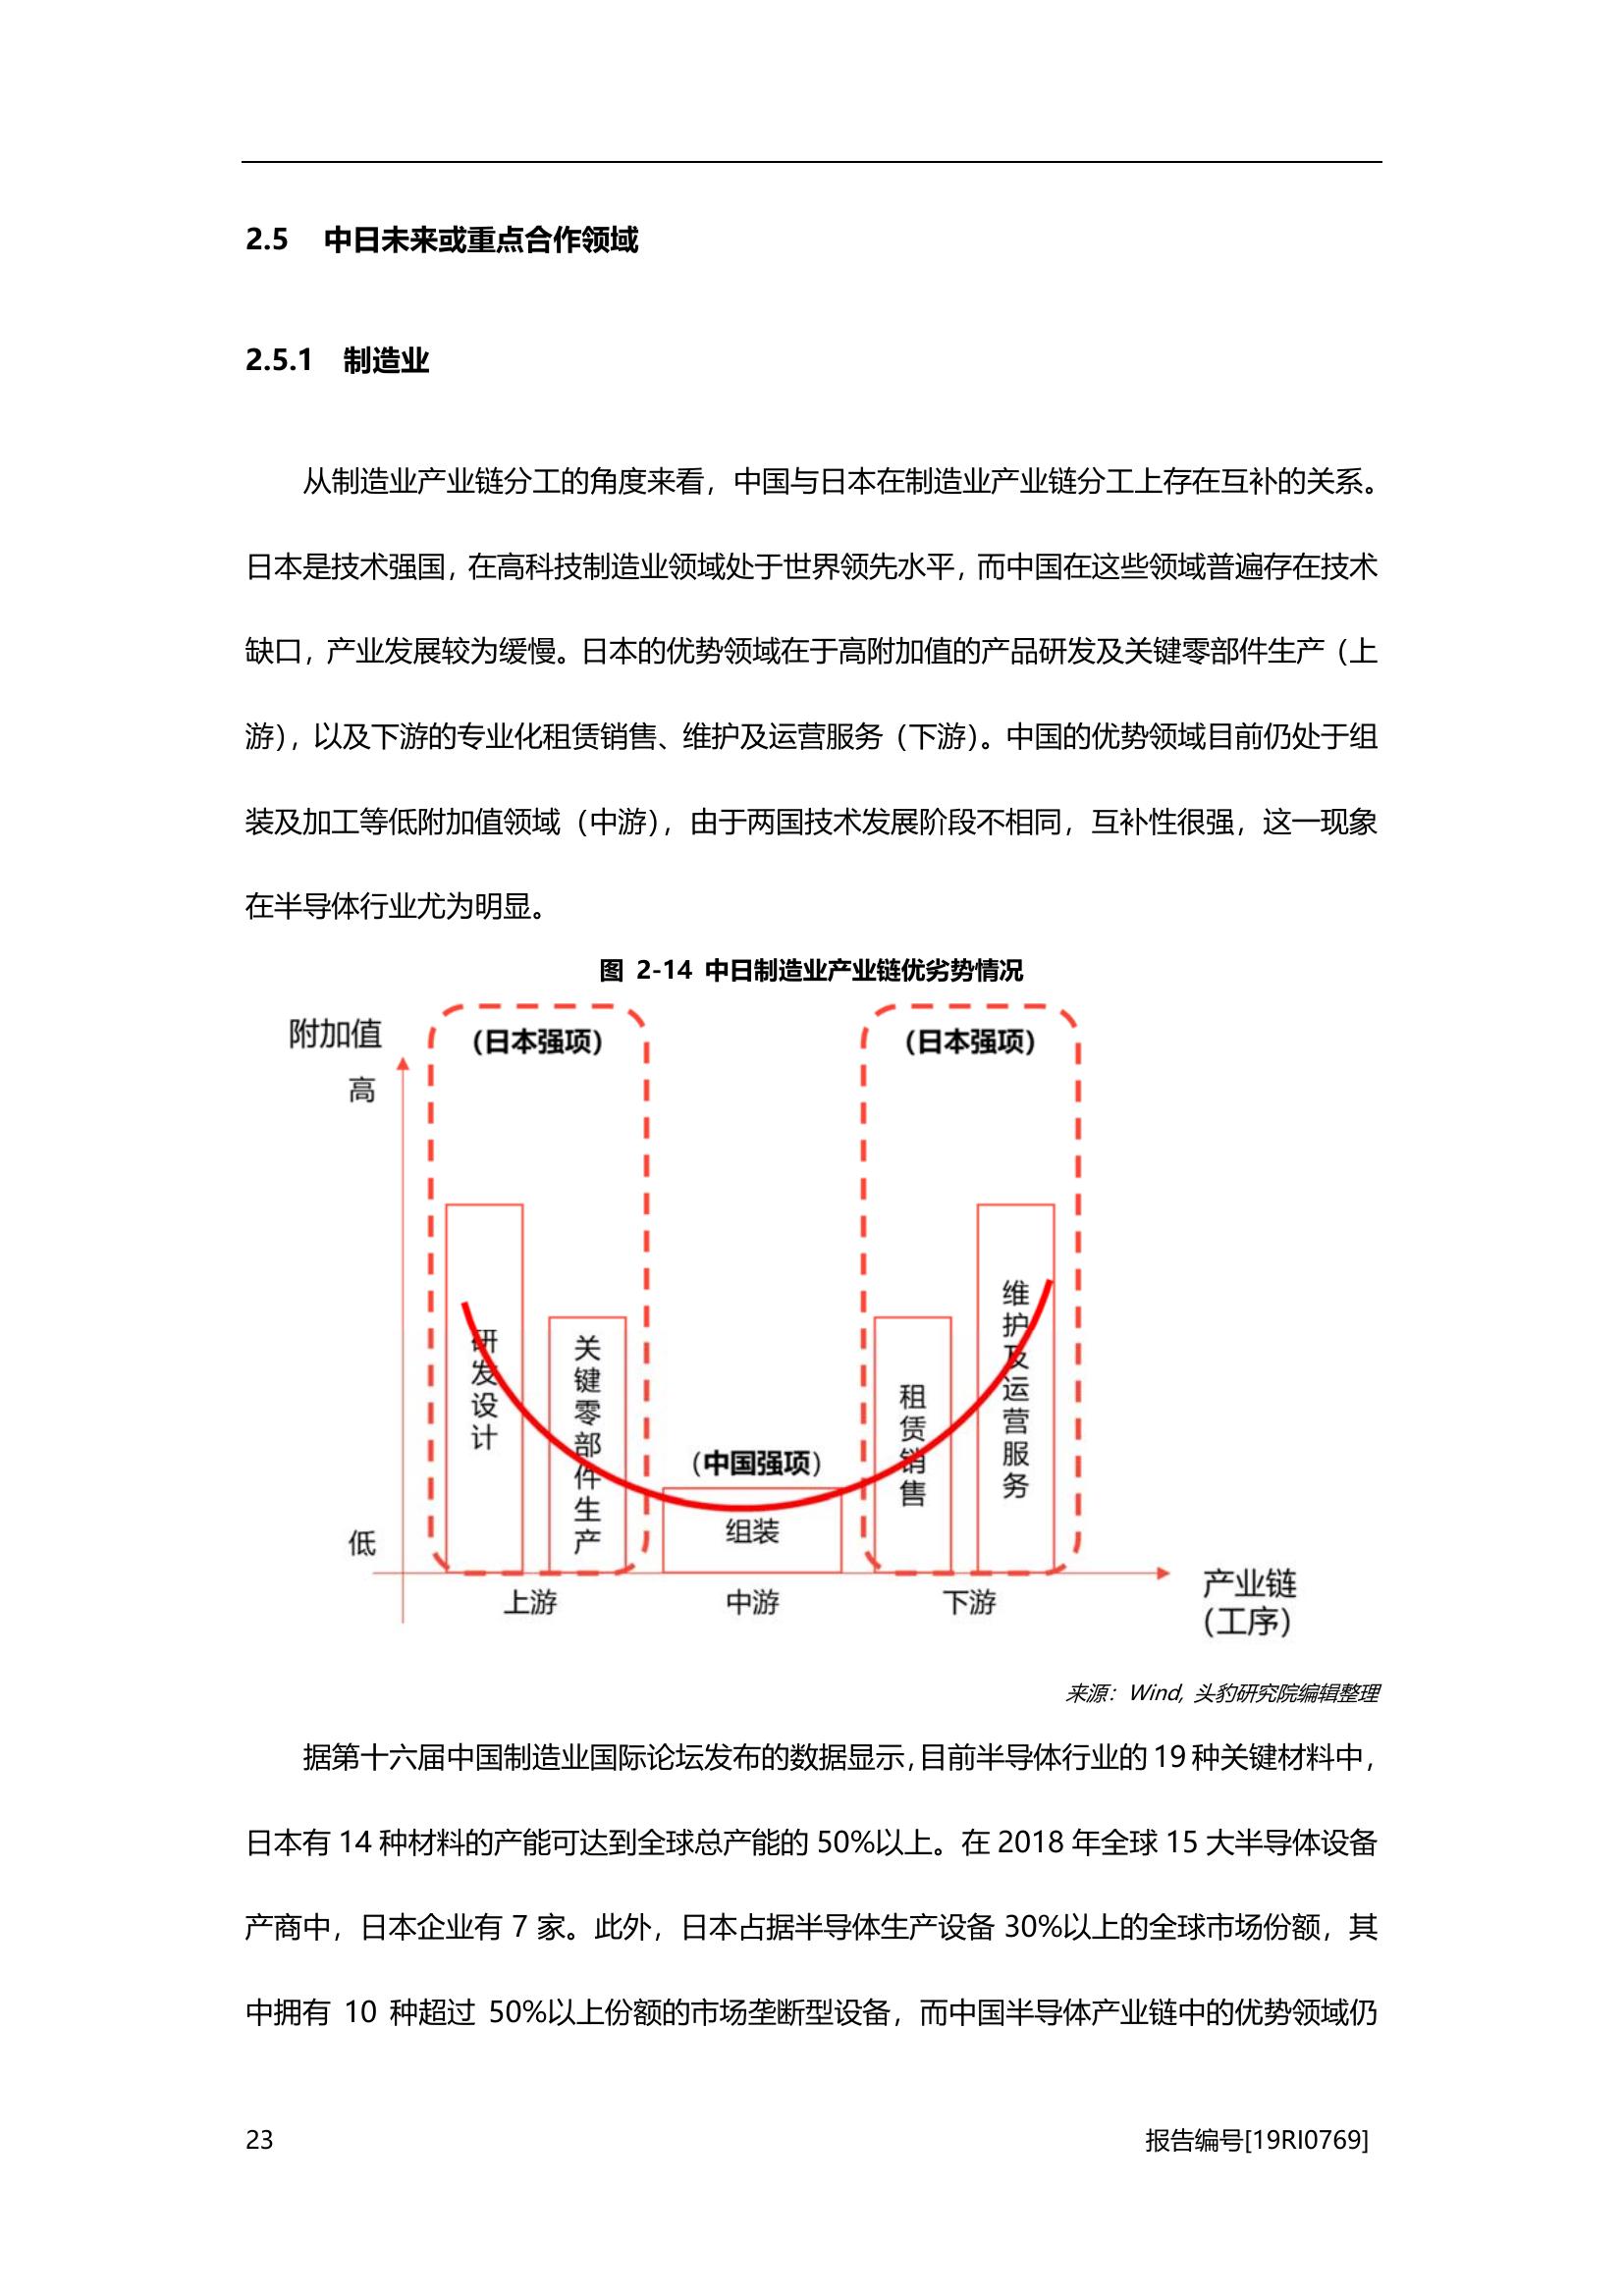 2.5 中日未来或重点合作领域
2.5.1 制造业
从制造业产业链分工的角度来看，中国与日本在制造业产业链分工上存在互补的关系。
日本是技术强国，在高科技制造业领域处于世界领先水平，而中国在这些领域普遍存在技术
缺口，产业发展较为缓慢。日本的优势领域在于高附加值的产品研发及关键零部件生产（上
游），以及下游的专业化租赁销售、维护及运营服务（下游）。中国的优势领域目前仍处于组
装及加工等低附加值领域（中游），由于两国技术发展阶段不相同，互补性很强，这一现象
在半导体行业尤为明显。
图 2-14 中日制造业产业链优劣势情况
附加值
高
低
（日本强项）
（日本强项）
研发设计
关键零部件生产
（中国强项）
组装
租赁销售
维护及运营服务
上游
中游
下游
产业链
（工序）
来源：Wind, 头豹研究院编辑整理
据第十六届中国制造业国际论坛发布的数据显示，目前半导体行业的 19 种关键材料中，
日本有 14 种材料的产能可达到全球总产能的 50%以上。在 2018 年全球 15 大半导体设备
产商中，日本企业有 7 家。此外，日本占据半导体生产设备 30%以上的全球市场份额，其
中拥有 10 种超过 50%以上份额的市场垄断型设备，而中国半导体产业链中的优势领域仍
23
报告编号[19RI0769]